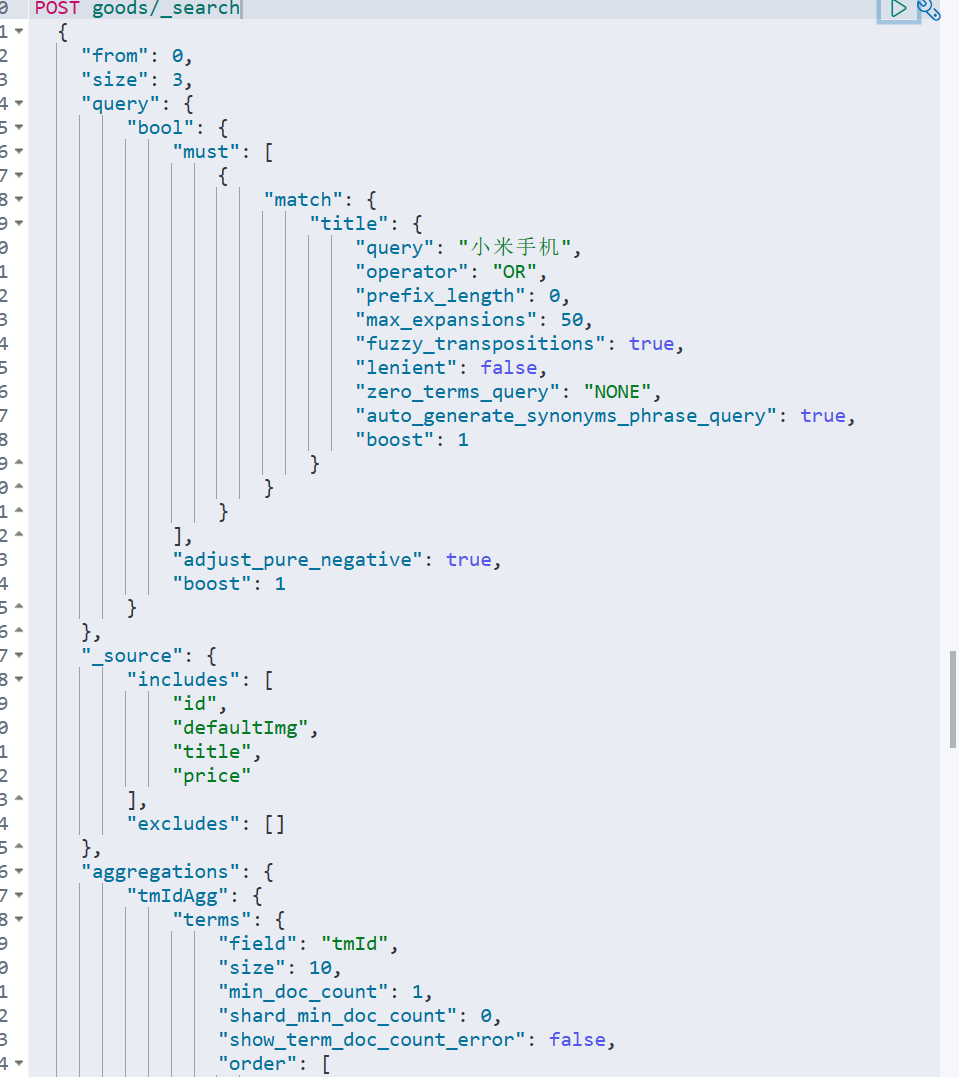 0 POST goods/_search
1 {
2 "from": 0,
3 "size": 3,
4 "query": {
5 "bool": {
6 "must": [
7 {
8 "match": {
9 "title": {
0 "query": "小米手机",
1 "operator": "OR",
2 "prefix_length": 0,
3 "max_expansions": 50,
4 "fuzzy_transpositions": true,
5 "lenient": false,
6 "zero_terms_query": "NONE",
7 "auto_generate_synonyms_phrase_query": true,
8 "boost": 1
9 }
0 }
1 }
2 ],
3 "adjust_pure_negative": true,
4 "boost": 1
5 }
6 },
7 "_source": {
8 "includes": [
9 "id",
0 "defaultImg",
1 "title",
2 "price"
3 ],
4 "excludes": []
5 },
6 "aggregations": {
7 "tmIdAgg": {
8 "terms": {
9 "field": "tmId",
0 "size": 10,
1 "min_doc_count": 1,
2 "shard_min_doc_count": 0,
3 "show_term_doc_count_error": false,
4 "order": [